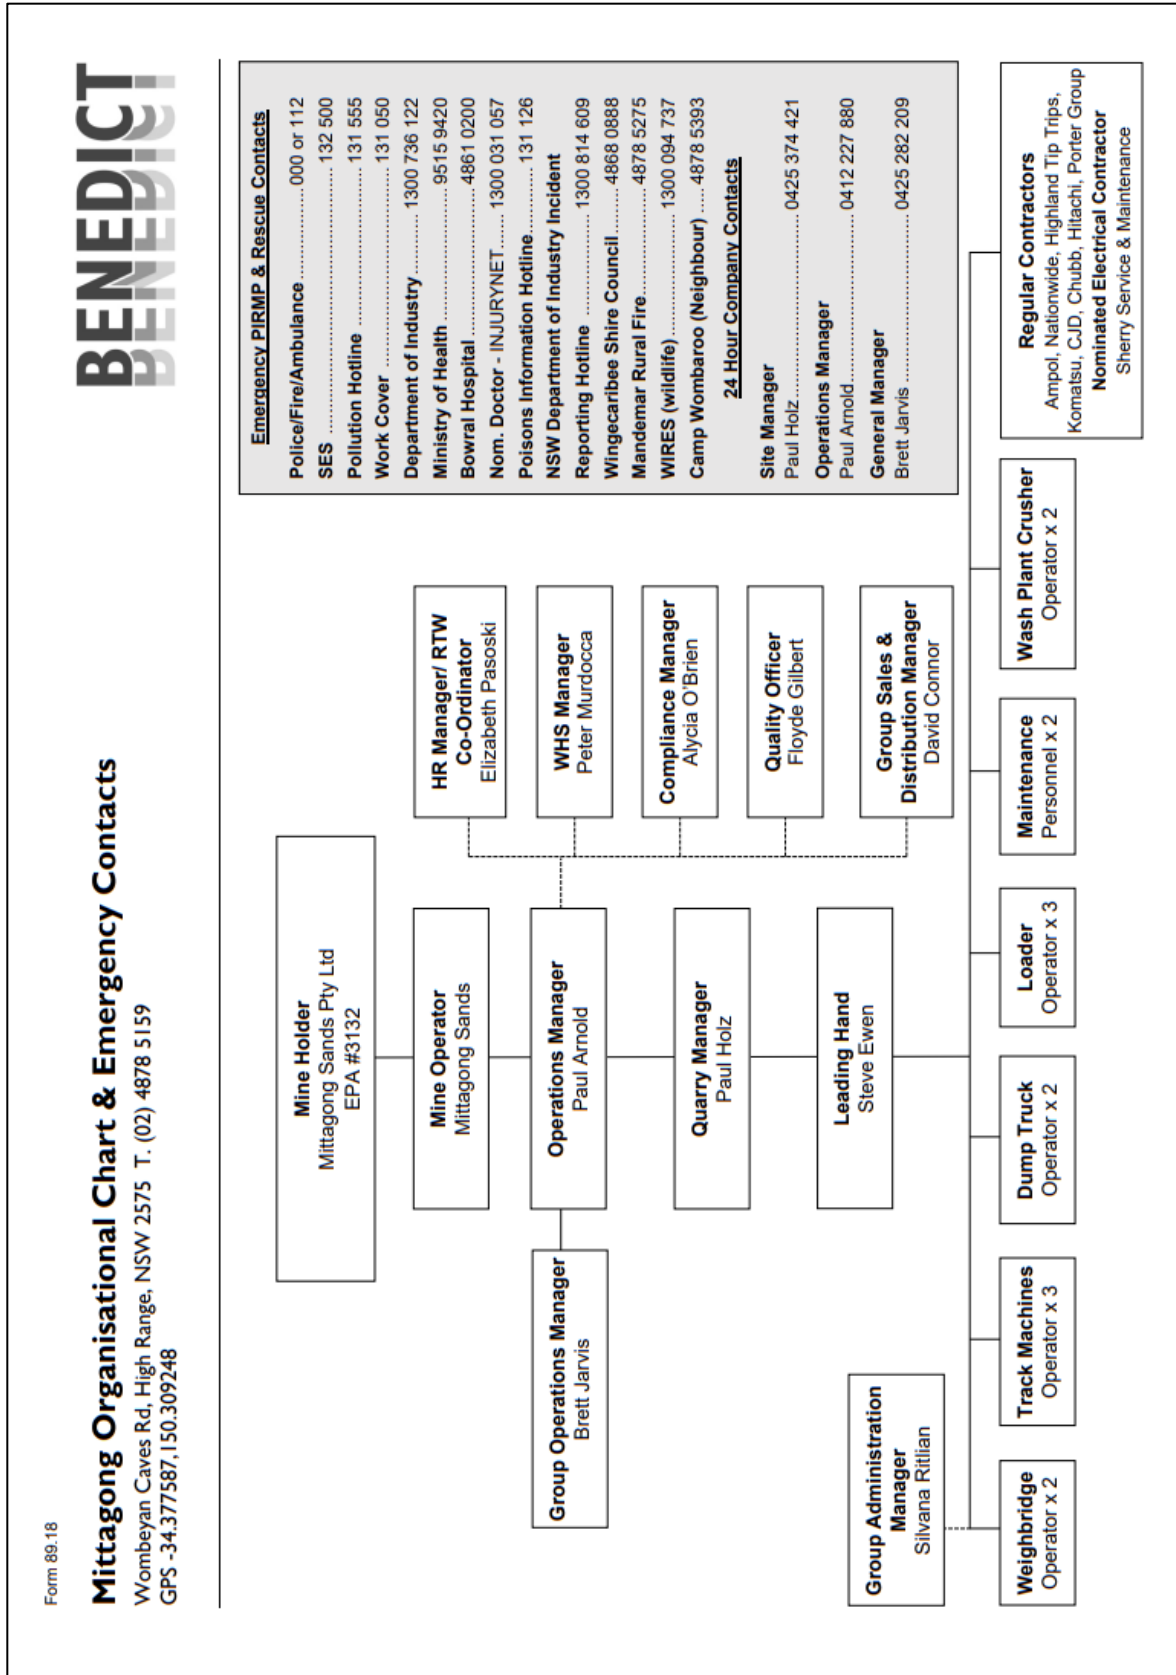 Form 89.18
BENEDICT
Mittagong Organisational Chart & Emergency Contacts
Wombeyan Caves Rd, High Range, NSW 2575 T. (02) 4878 5159
GPS -34.377587,150.309248
Emergency PIRMP & Rescue Contacts
Police/Fire/Ambulance..................000 or 112
SES ............................................ 132 500
Pollution Hotline ........................... 131 555
Work Cover .................................. 131 050
Department of Industry............ 1300 736 122
Ministry of Health......................... 9515 9420
Bowral Hospital............................ 4861 0200
Nom. Doctor - INJURYNET...... 1300 031 057
Poisons Information Hotline............ 131 126
NSW Department of Industry Incident
Reporting Hotline ................... 1300 814 609
Wingecaribee Shire Council..... 4868 0888
Mandemar Rural Fire................. 4878 5275
WIRES (wildlife)...................... 1300 094 737
Camp Wombaroo (Neighbour) .....4878 5393
24 Hour Company Contacts
Site Manager
Paul Holz................................. 0425 374 421
Operations Manager
Paul Arnold.............................. 0412 227 880
General Manager
Brett Jarvis .............................. 0425 282 209
Mine Holder
Mittagong Sands Pty Ltd
EPA #3132
Mine Operator
Mittagong Sands
Group Operations Manager
Brett Jarvis
Operations Manager
Paul Arnold
Quarry Manager
Paul Holz
Leading Hand
Steve Ewen
HR Manager/ RTW
Co-Ordinator
Elizabeth Pasoski
WHS Manager
Peter Murdocca
Compliance Manager
Alycia O'Brien
Quality Officer
Floyde Gilbert
Group Sales &
Distribution Manager
David Connor
Group Administration
Manager
Silvana Ritlian
Weighbridge
Operator x 2
Track Machines
Operator x 3
Dump Truck
Operator x 2
Loader
Operator x 3
Maintenance
Personnel x 2
Wash Plant Crusher
Operator x 2
Regular Contractors
Ampol, Nationwide, Highland Tip Trips,
Komatsu, CJD, Chubb, Hitachi, Porter Group
Nominated Electrical Contractor
Sherry Service & Maintenance